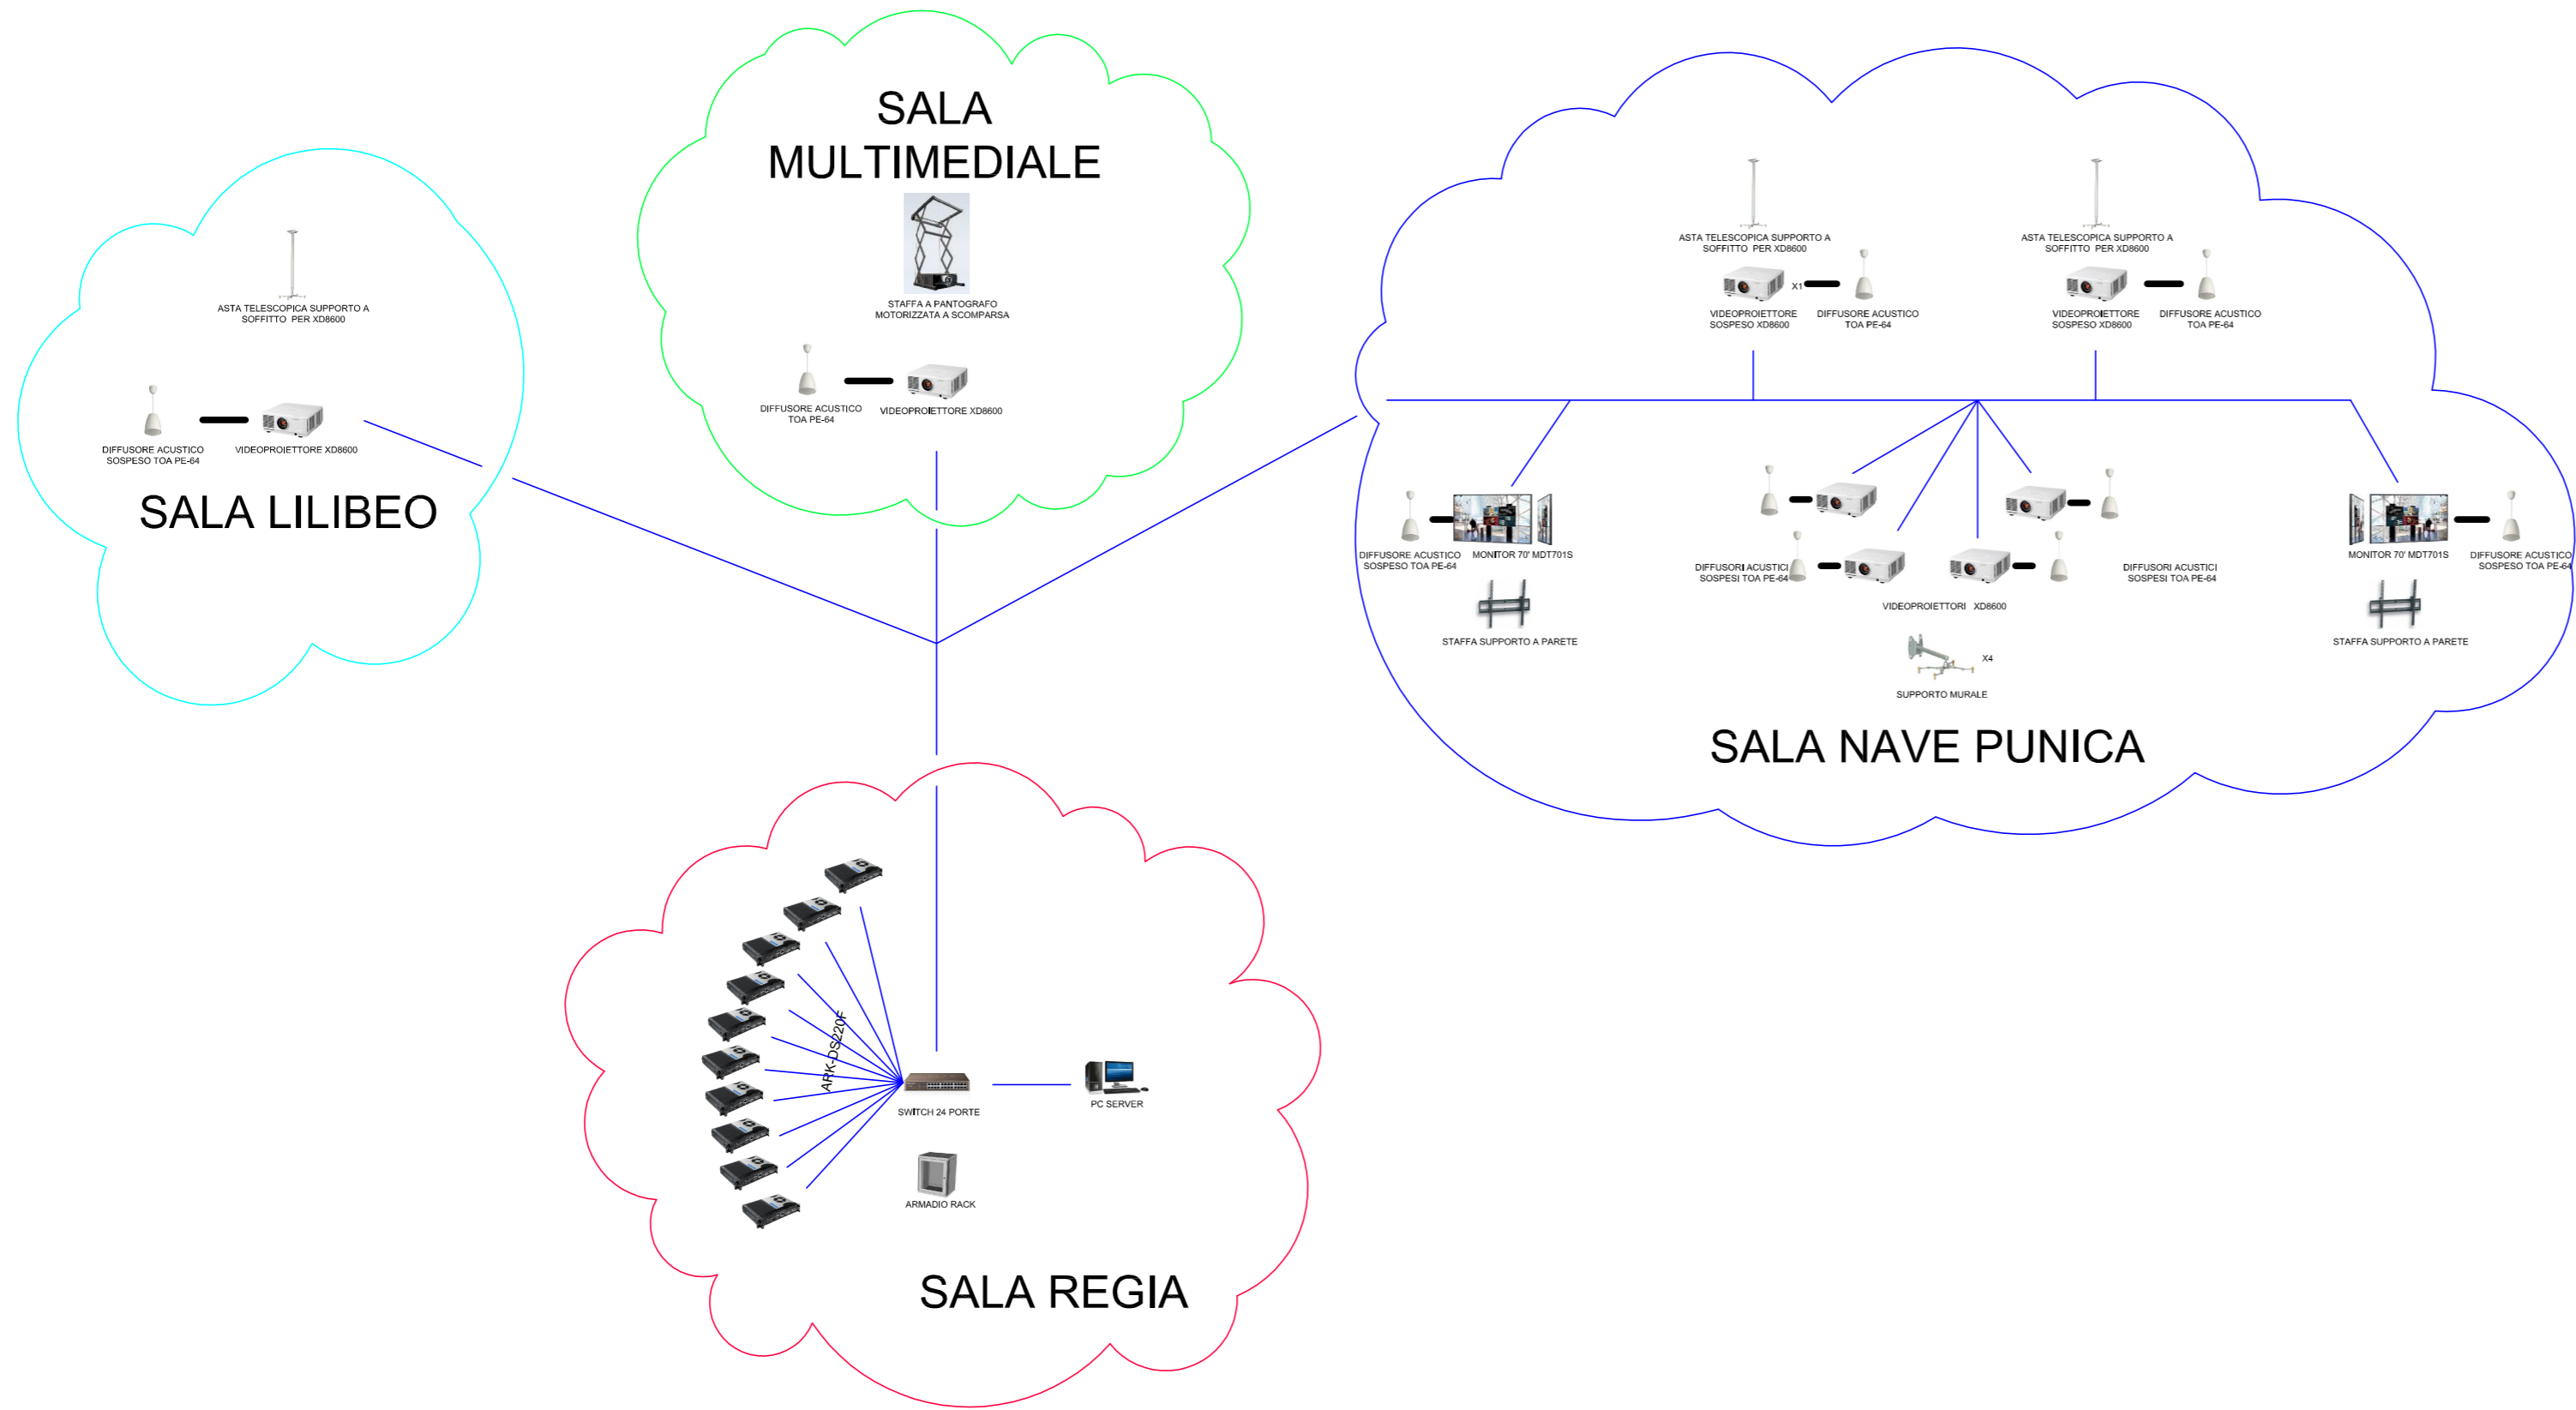 SALA
MULTIMEDIALE
STAFFA A PANTOGRAFO
MOTORIZZATA A SCOMPARSA
DIFFUSORE ACUSTICO
TOA PE-64
VIDEOPROIETTORE XD8600
ASTA TELESCOPICA SUPPORTO A
SOFFITTO PER XD8600
DIFFUSORE ACUSTICO
SOSPESO TOA PE-64
VIDEOPROIETTORE XD8600
SALA LILIBEO
ASTA TELESCOPICA SUPPORTO A
SOFFITTO PER XD8600
X1
VIDEOPROIETTORE
SOSPESO XD8600
DIFFUSORE ACUSTICO
TOA PE-64
ASTA TELESCOPICA SUPPORTO A
SOFFITTO PER XD8600
VIDEOPROIETTORE
SOSPESO XD8600
DIFFUSORE ACUSTICO
TOA PE-64
DIFFUSORE ACUSTICO
SOSPESO TOA PE-64
MONITOR 70' MDT701S
STAFFA SUPPORTO A PARETE
DIFFUSORI ACUSTICI
SOSPESI TOA PE-64
DIFFUSORI ACUSTICI
SOSPESI TOA PE-64
VIDEOPROIETTORI XD8600
X4
SUPPORTO MURALE
MONITOR 70' MDT701S
DIFFUSORE ACUSTICO
SOSPESO TOA PE-64
STAFFA SUPPORTO A PARETE
SALA NAVE PUNICA
ARK-DS220F
SWITCH 24 PORTE
PC SERVER
ARMADIO RACK
SALA REGIA